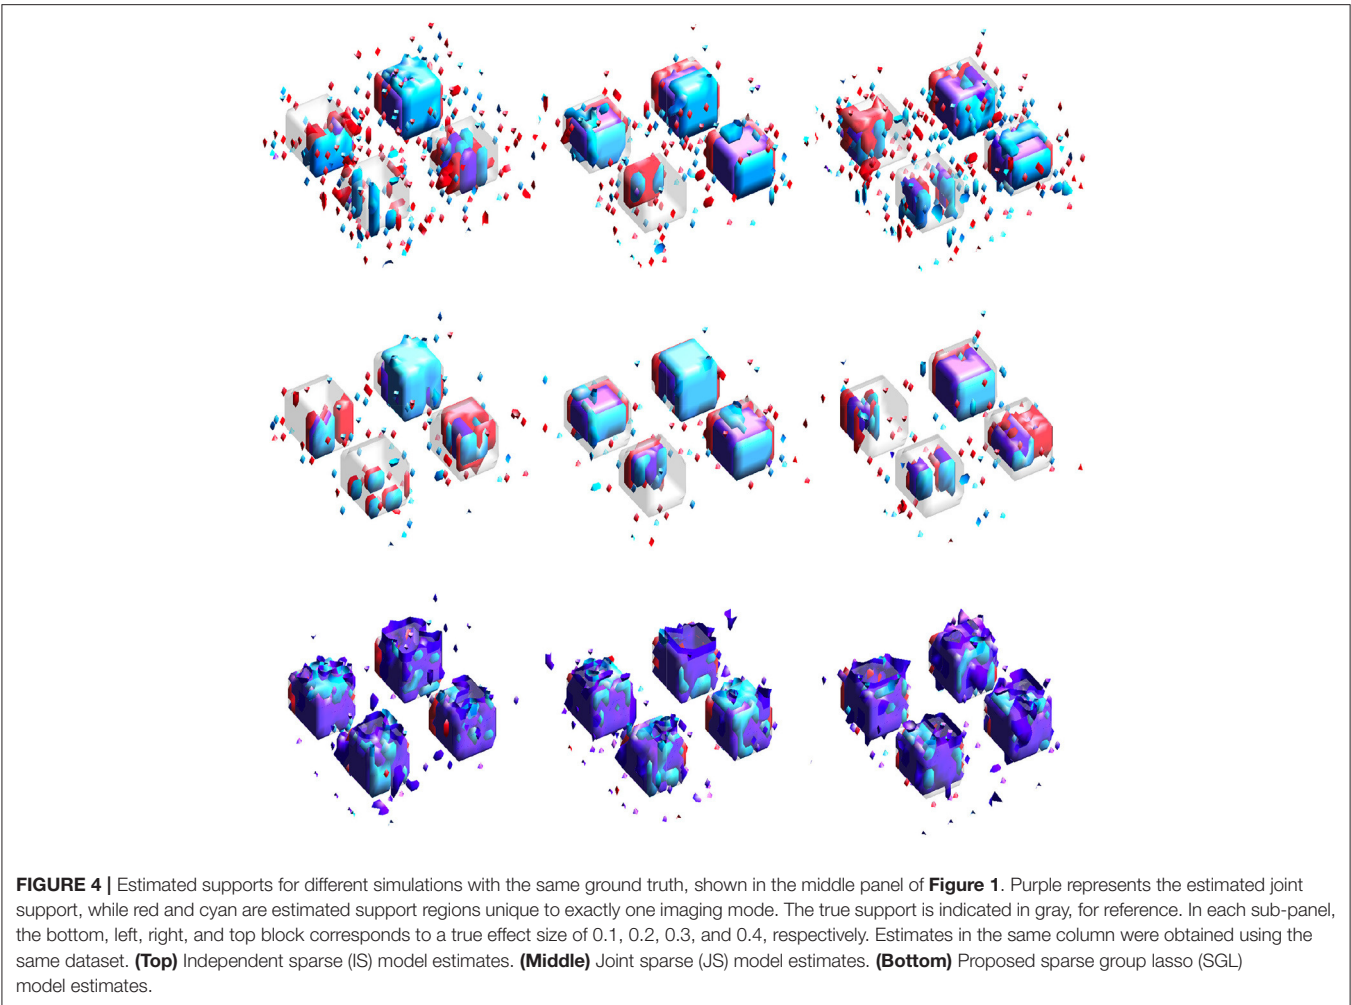 FIGURE 4 | Estimated supports for different simulations with the same ground truth, shown in the middle panel of Figure 1. Purple represents the estimated joint
support, while red and cyan are estimated support regions unique to exactly one imaging mode. The true support is indicated in gray, for reference. In each sub-panel,
the bottom, left, right, and top block corresponds to a true effect size of 0.1, 0.2, 0.3, and 0.4, respectively. Estimates in the same column were obtained using the
same dataset. (Top) Independent sparse (IS) model estimates. (Middle) Joint sparse (JS) model estimates. (Bottom) Proposed sparse group lasso (SGL)
model estimates.